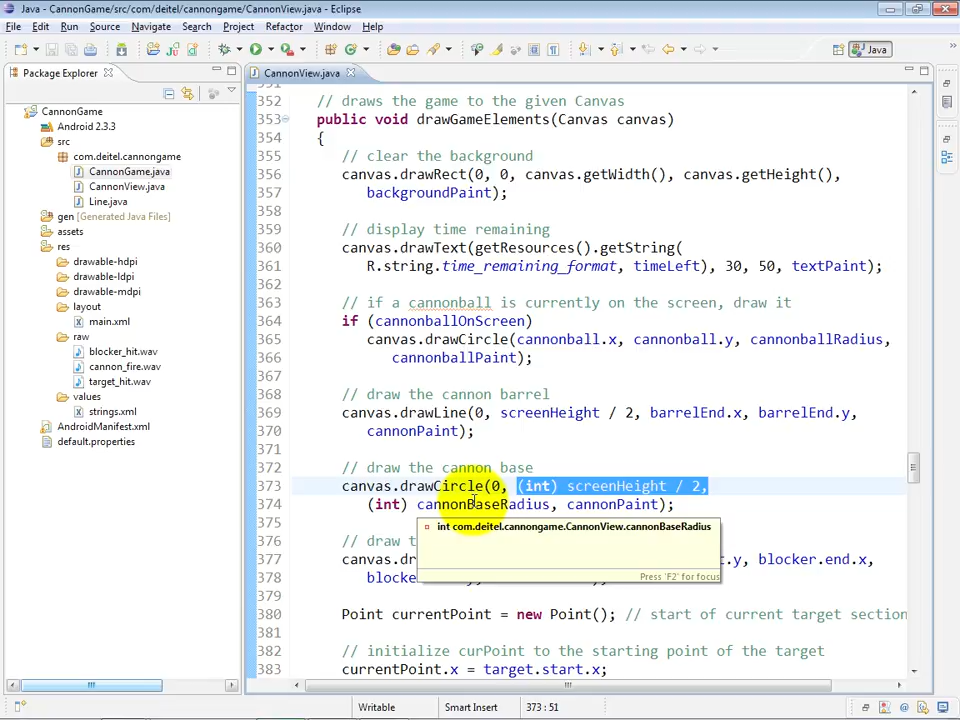 Java - CannonGame/src/com/deitel/cannongame/CannonView.java - Eclipse
File Edit Run Source Navigate Search Project Refactor Window Help
Java
Package Explorer
CannonGame
Android 2.3.3
src
com.deitel.cannongame
CannonGame.java
CannonView.java
Line.java
gen [Generated Java Files]
assets
res
drawable-hdpi
drawable-ldpi
drawable-mdpi
layout
main.xml
raw
blocker_hit.wav
cannon_fire.wav
target_hit.wav
values
strings.xml
AndroidManifest.xml
default.properties
CannonView.java
352 // draws the game to the given Canvas
353 public void drawGameElements(Canvas canvas)
354 {
355 // clear the background
356 canvas.drawRect(0, 0, canvas.getWidth(), canvas.getHeight(),
357 backgroundPaint);
358
359 // display time remaining
360 canvas.drawText(getResources().getString(
361 R.string.time_remaining_format, timeLeft), 30, 50, textPaint);
362
363 // if a cannonball is currently on the screen, draw it
364 if (cannonballOnScreen)
365 canvas.drawCircle(cannonball.x, cannonball.y, cannonballRadius,
366 cannonballPaint);
367
368 // draw the cannon barrel
369 canvas.drawLine(0, screenHeight / 2, barrelEnd.x, barrelEnd.y,
370 cannonPaint);
371
372 // draw the cannon base
373 canvas.drawCircle(0, (int) screenHeight / 2,
374 (int) cannonBaseRadius, cannonPaint);
375
int com.deitel.cannongame.CannonView.cannonBaseRadius
376 // draw t
377 canvas.dr .y, blocker.end.x,
378 blocke
Press 'F2' for focus
379
380 Point currentPoint = new Point(); // start of current target section
381
382 // initialize curPoint to the starting point of the target
383 currentPoint.x = target.start.x;
Writable Smart Insert 373 : 51